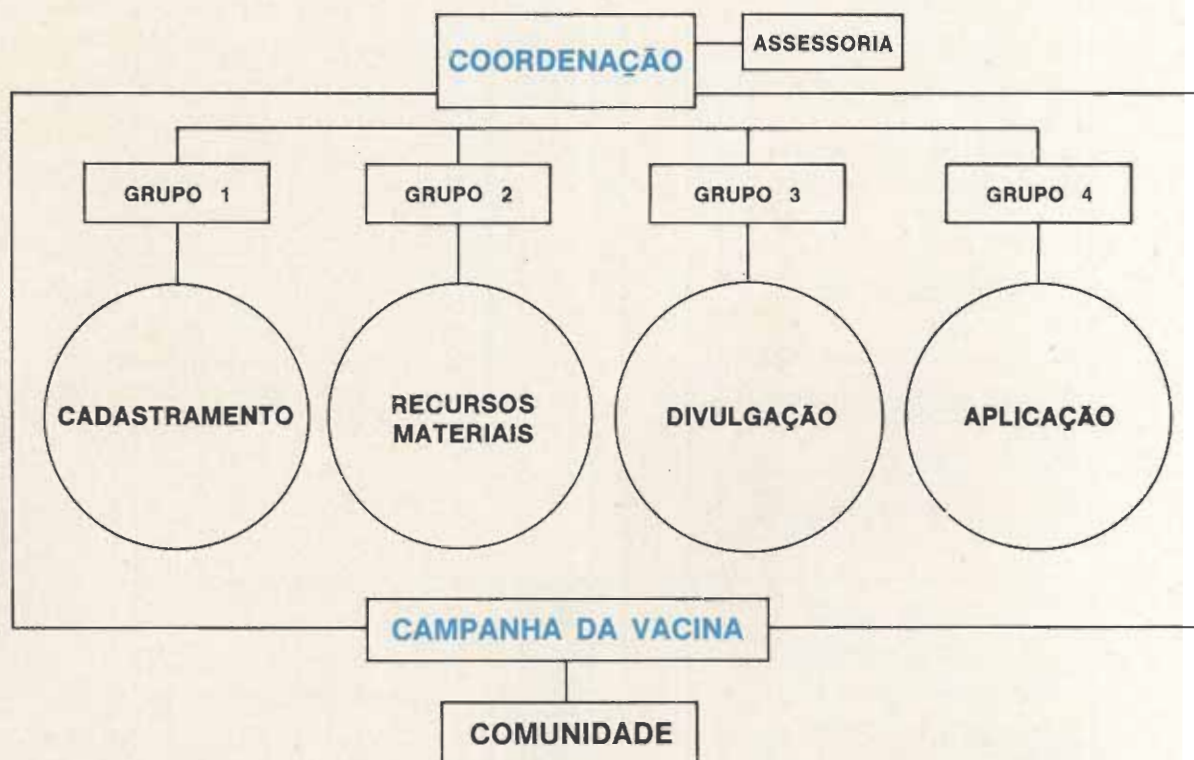 COORDENAÇÃO
ASSESSORIA
GRUPO 1
GRUPO 2
GRUPO 3
GRUPO 4
CADASTRAMENTO
RECURSOS
MATERIAIS
DIVULGAÇÃO
APLICAÇÃO
CAMPANHA DA VACINA
COMUNIDADE